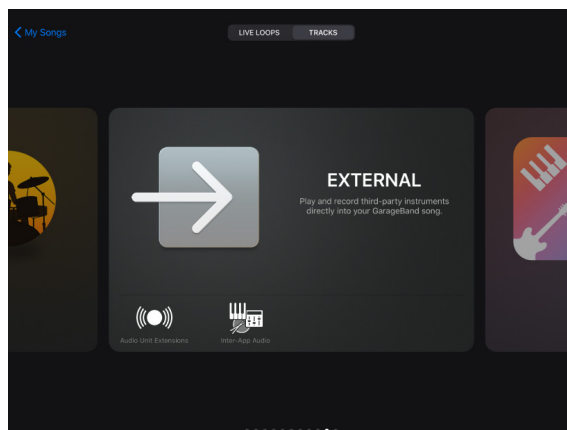 My Songs
LIVE LOOPS
TRACKS
EXTERNAL
Play and record third-party instruments
directly into your GarageBand song.
Audio Unit Extensions
Inter-App Audio